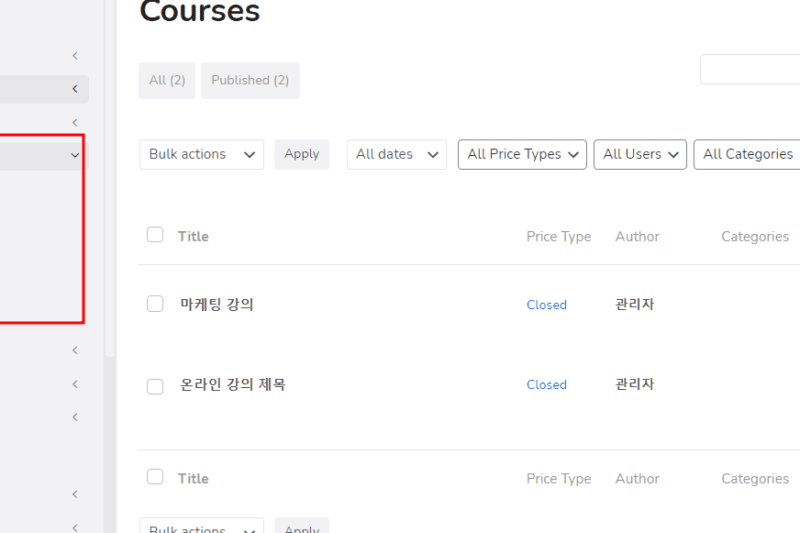 Courses
All (2) Published (2)
Bulk actions Apply All dates All Price Types All Users All Categories
Title Price Type Author Categories
마케팅 강의 Closed 관리자
온라인 강의 제목 Closed 관리자
Title Price Type Author Categories
Bulk actions Apply